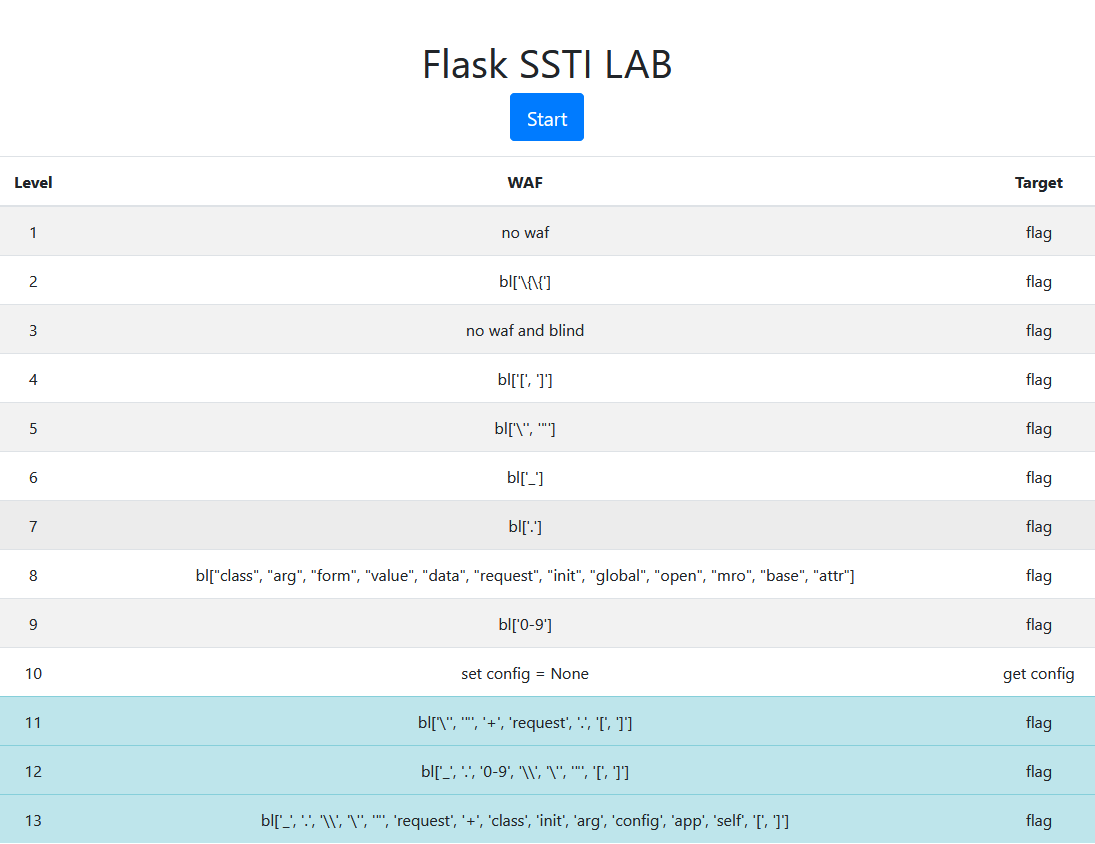 Flask SSTI LAB
Start
Level WAF Target
1 no waf flag
2 bl['\{\{'] flag
3 no waf and blind flag
4 bl['[', ']'] flag
5 bl['\'', '"'] flag
6 bl['_'] flag
7 bl['.'] flag
8 bl["class", "arg", "form", "value", "data", "request", "init", "global", "open", "mro", "base", "attr"] flag
9 bl['0-9'] flag
10 set config = None get config
11 bl['\'', '"', '+', 'request', '.', '[', ']'] flag
12 bl['_', '.', '0-9', '\\', '\'', '"', '[', ']'] flag
13 bl['_', '.', '\\', '\'', '"', 'request', '+', 'class', 'init', 'arg', 'config', 'app', 'self', '[', ']'] flag